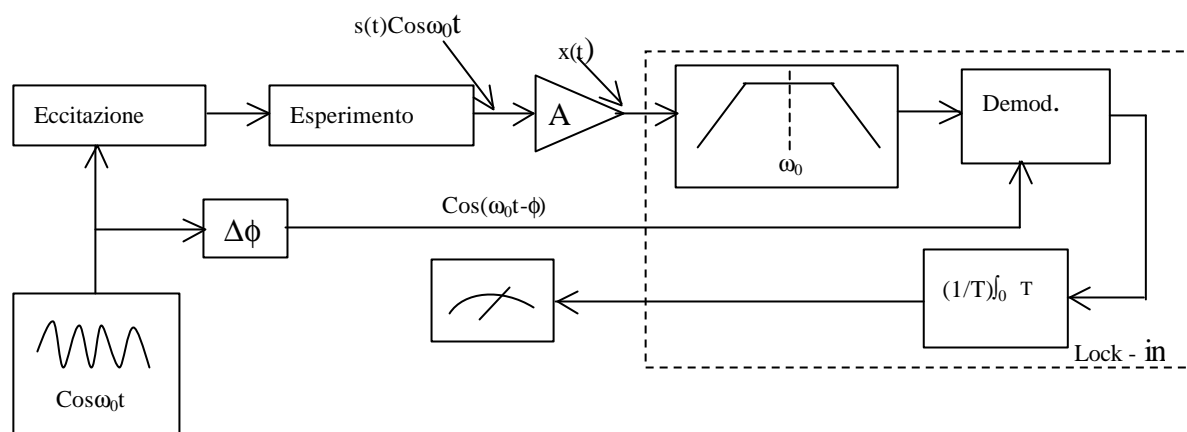 s(t)Cosω₀t
x(t)
Eccitazione
Esperimento
A
ω₀
Demod.
Cos(ω₀t-ϕ)
Δϕ
(1/T)∫₀ T
Lock - in
Cosω₀t